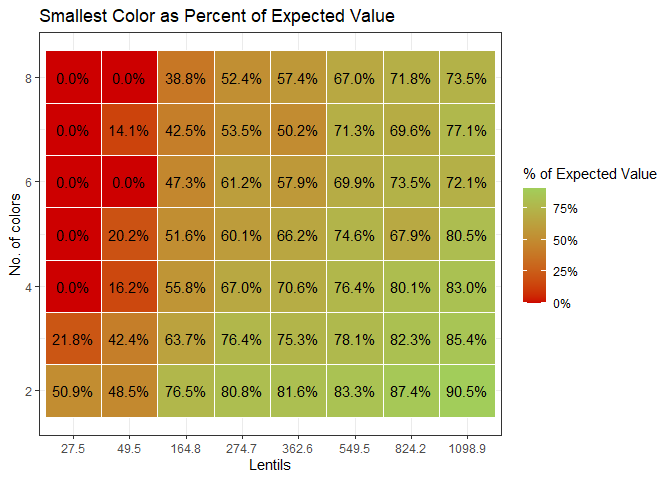 Smallest Color as Percent of Expected Value
8
0.0% 0.0% 38.8% 52.4% 57.4% 67.0% 71.8% 73.5%
0.0% 14.1% 42.5% 53.5% 50.2% 71.3% 69.6% 77.1%
6
0.0% 0.0% 47.3% 61.2% 57.9% 69.9% 73.5% 72.1%
0.0% 20.2% 51.6% 60.1% 66.2% 74.6% 67.9% 80.5%
4
0.0% 16.2% 55.8% 67.0% 70.6% 76.4% 80.1% 83.0%
21.8% 42.4% 63.7% 76.4% 75.3% 78.1% 82.3% 85.4%
2
50.9% 48.5% 76.5% 80.8% 81.6% 83.3% 87.4% 90.5%
27.5 49.5 164.8 274.7 362.6 549.5 824.2 1098.9
Lentils
No. of colors
% of Expected Value
75%
50%
25%
0%